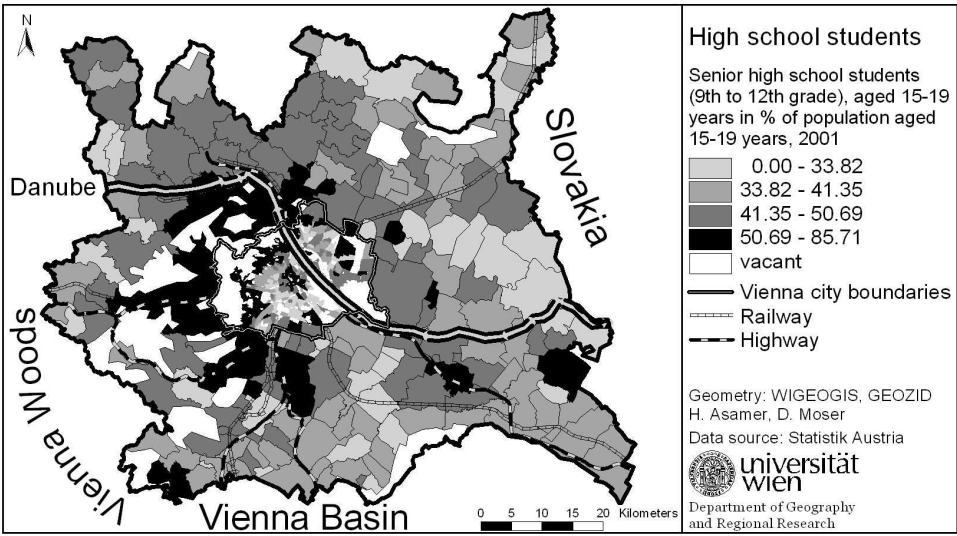 N
Danube
Slovakia
Vienna Woods
Vienna Basin
0 5 10 15 20 Kilometers
High school students
Senior high school students
(9th to 12th grade), aged 15-19
years in % of population aged
15-19 years, 2001
0.00 - 33.82
33.82 - 41.35
41.35 - 50.69
50.69 - 85.71
vacant
Vienna city boundaries
Railway
Highway
Geometry: WIGEOGIS, GEOZID
H. Asamer, D. Moser
Data source: Statistik Austria
universität
wien
Department of Geography
and Regional Research